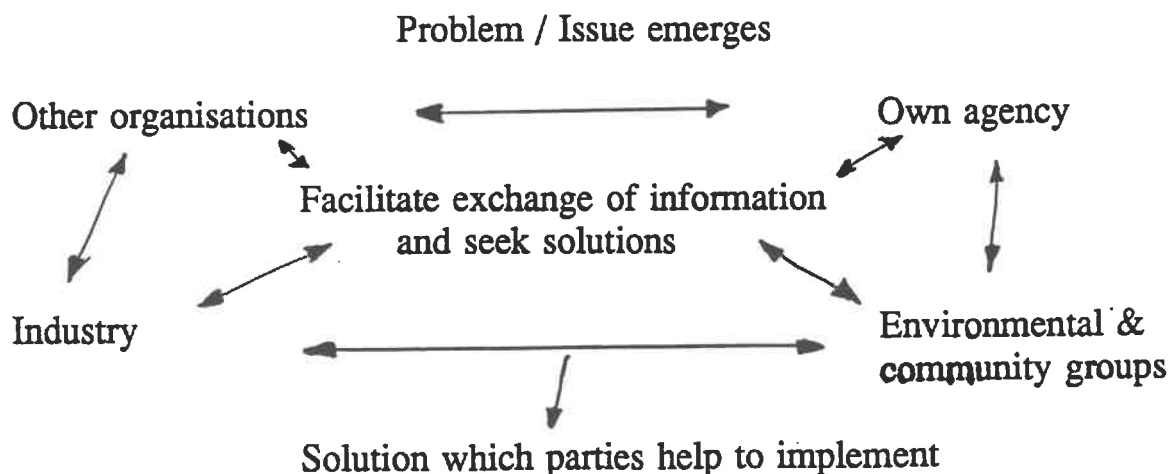 Problem / Issue emerges
Other organisations
Own agency
Facilitate exchange of information
and seek solutions
Industry
Environmental &
community groups
Solution which parties help to implement